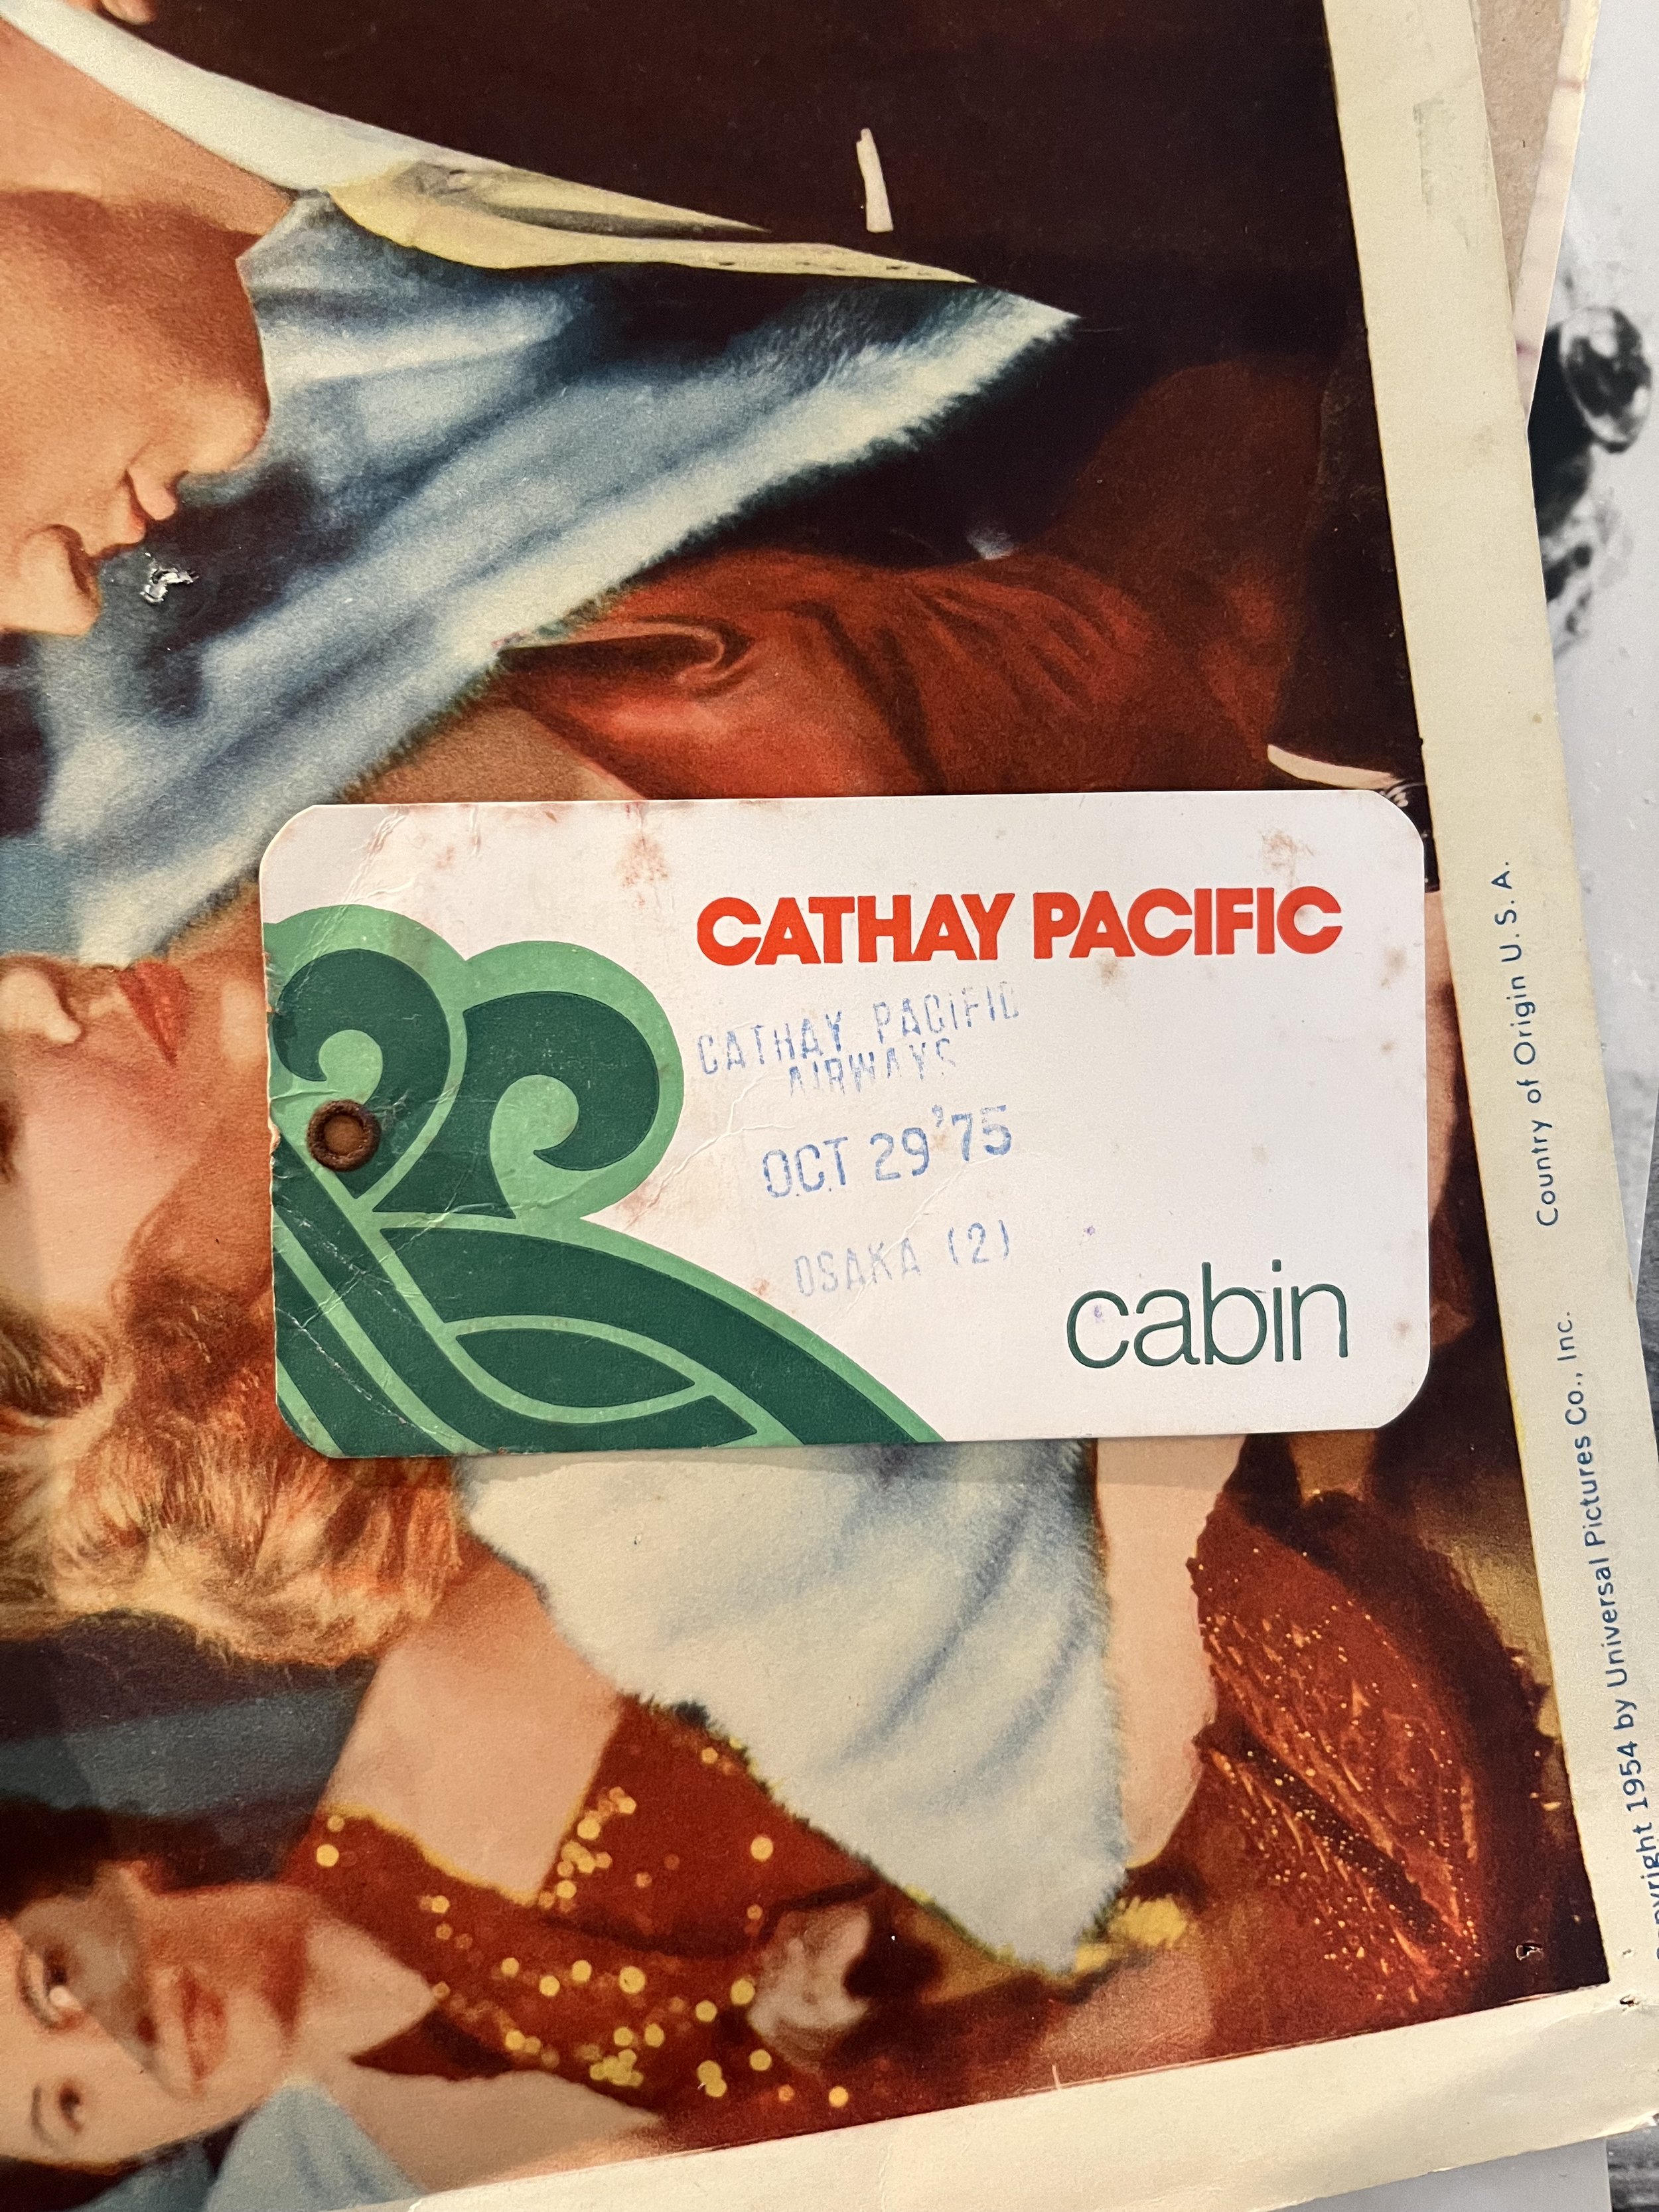 CATHAY PACIFIC
CATHAY PACIFIC
AIRWAYS
OCT 29 '75
OSAKA (2)
cabin
Copyright 1954 by Universal Pictures Co., Inc. Country of Origin U. S. A.